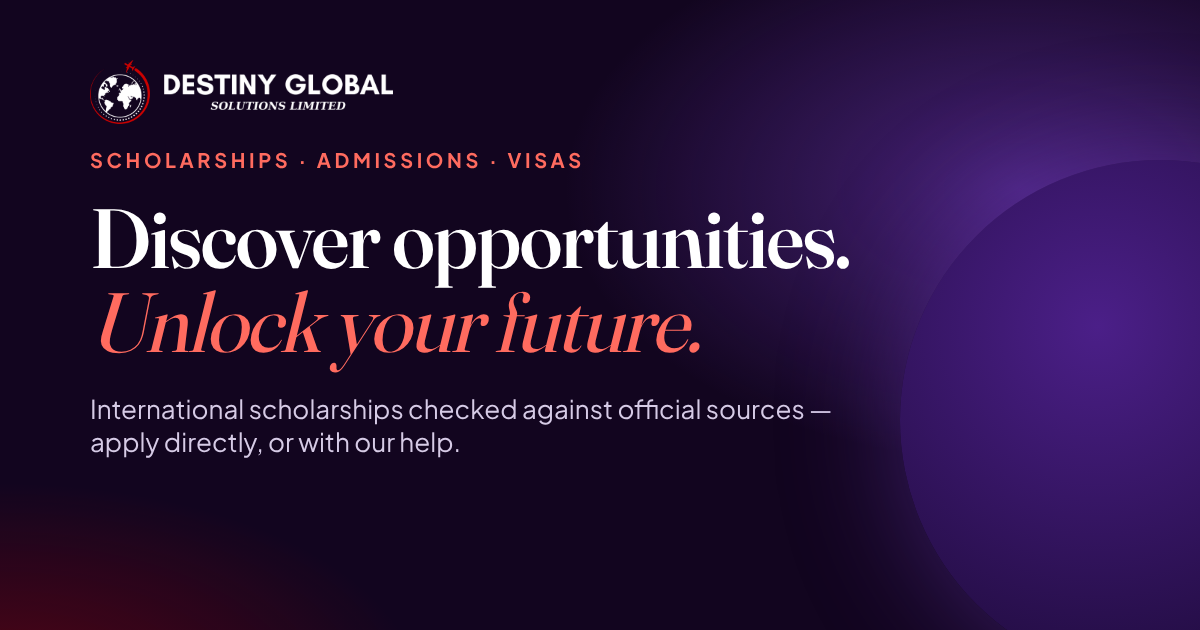 DESTINY GLOBAL
SOLUTIONS LIMITED
SCHOLARSHIPS · ADMISSIONS · VISAS
Discover opportunities.
Unlock your future.
International scholarships checked against official sources —
apply directly, or with our help.